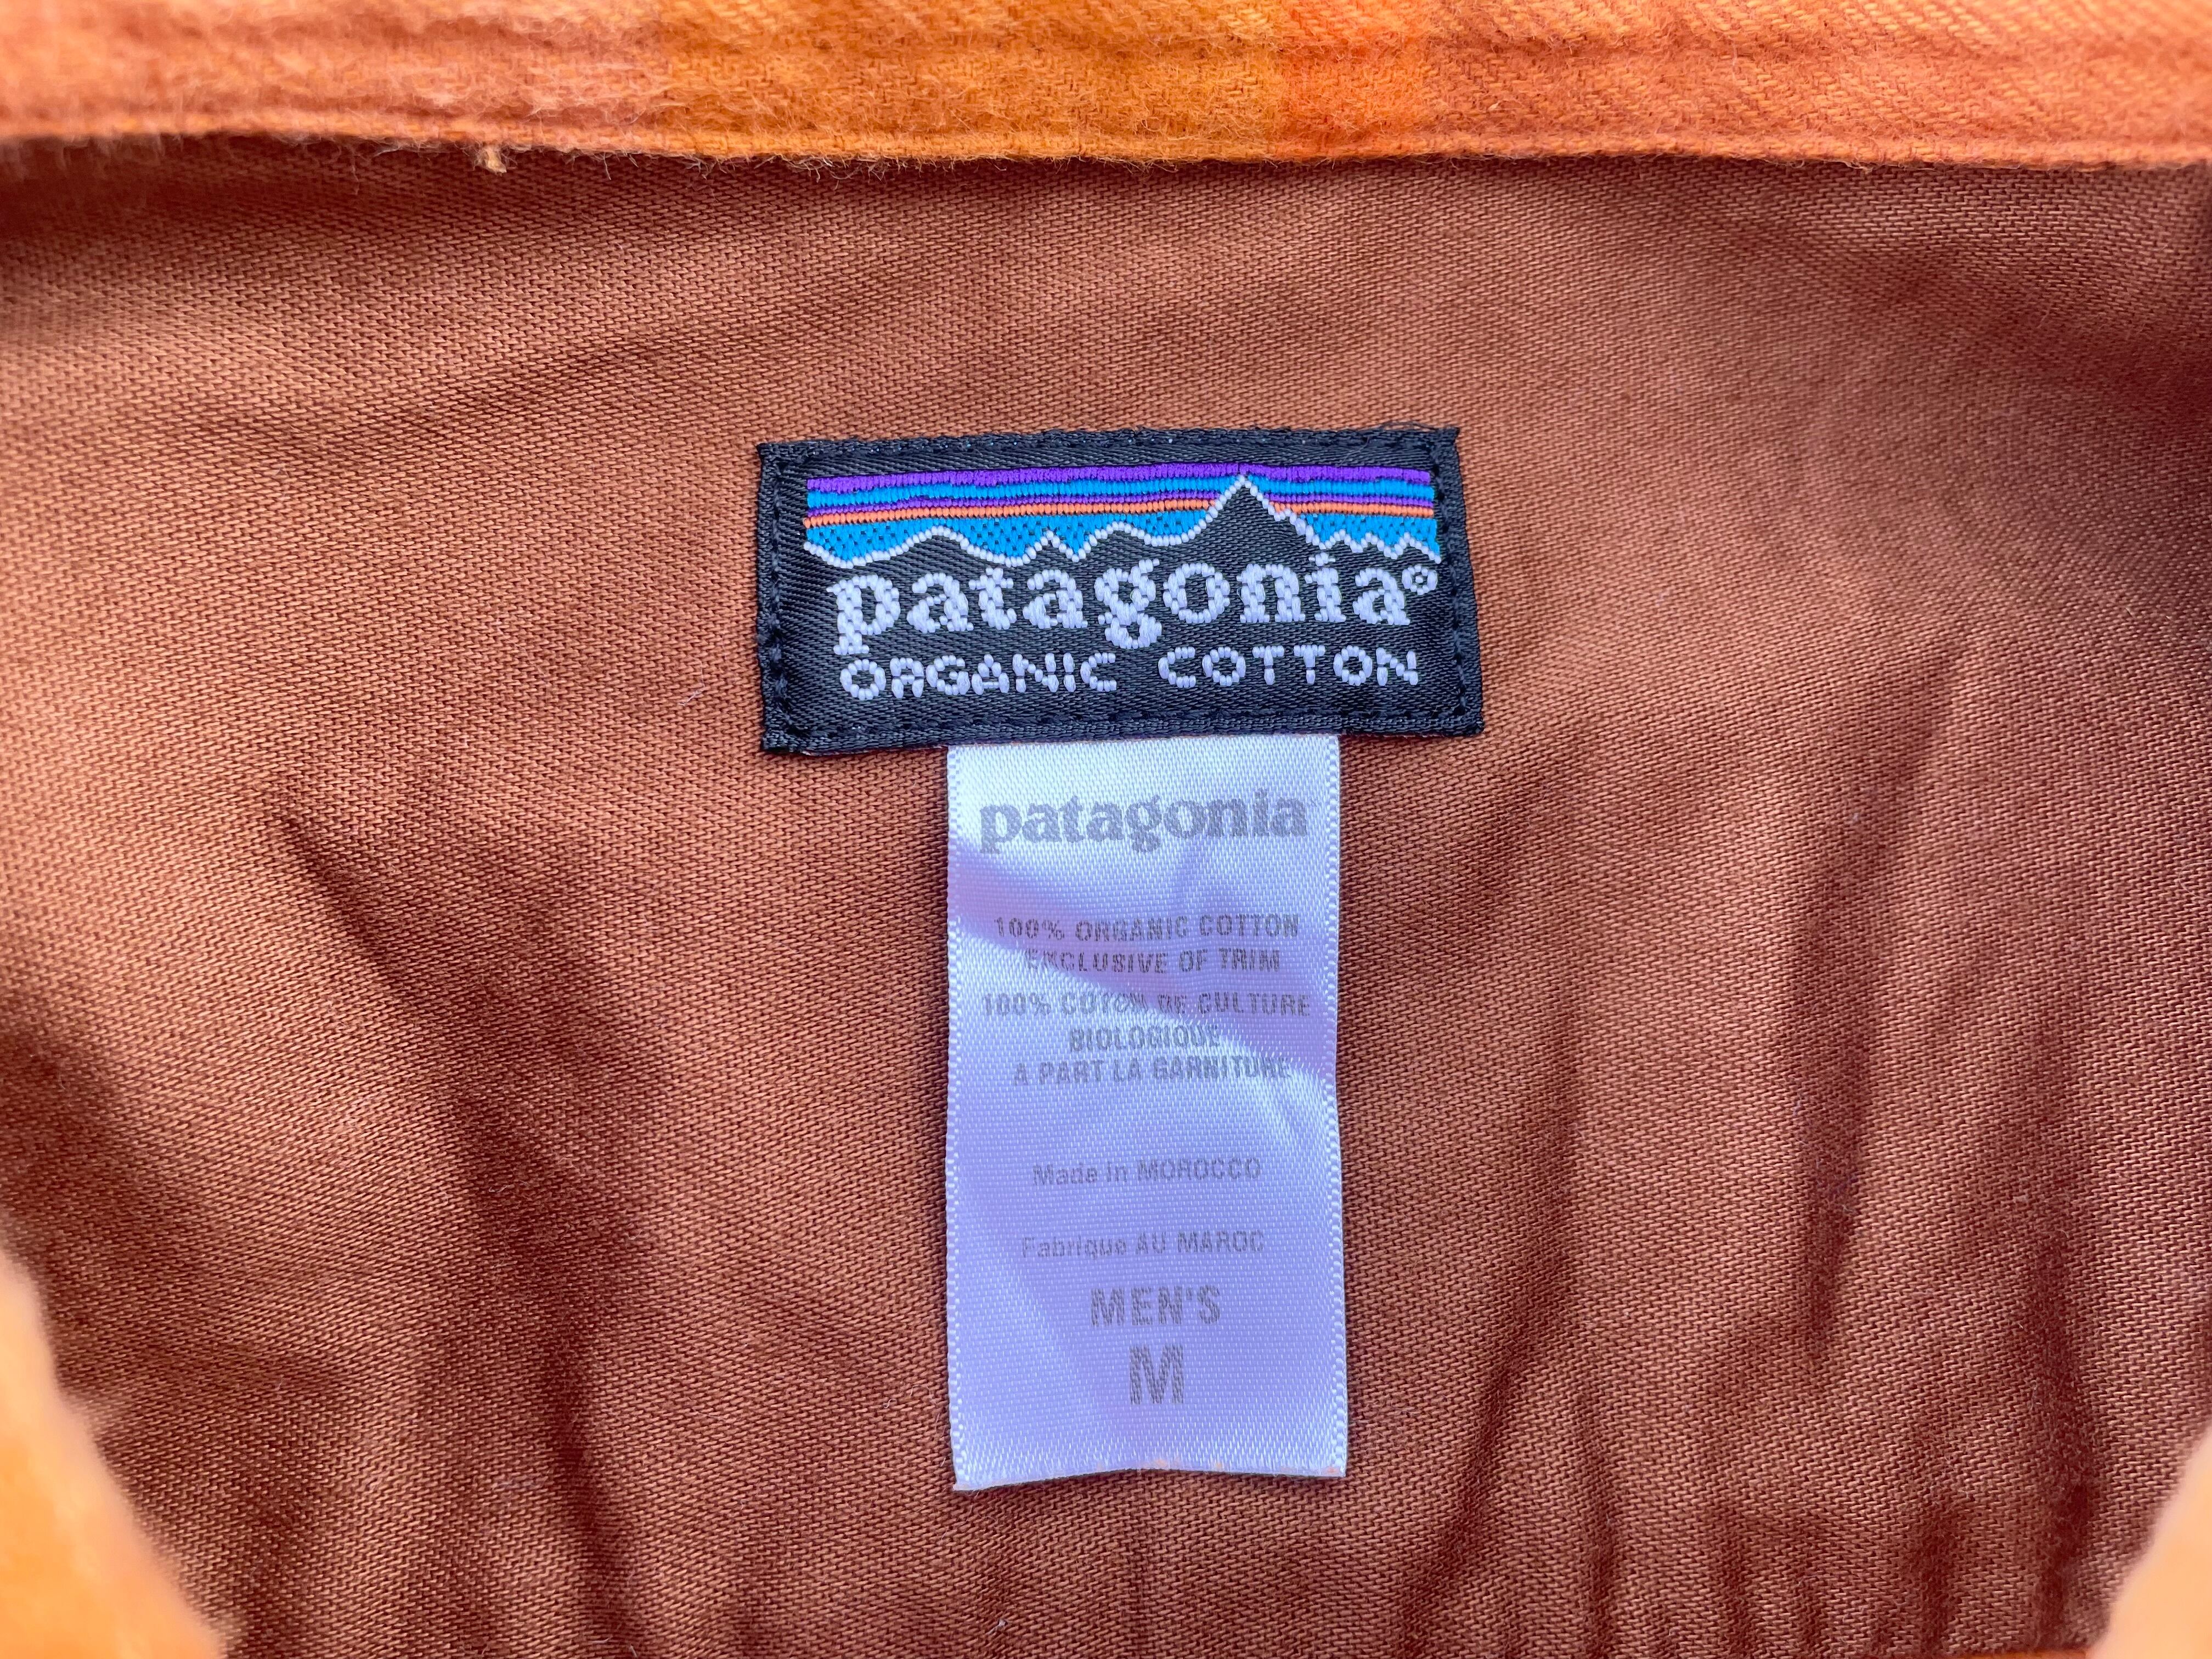 patagonia®
ORGANIC COTTON
patagonia
100% ORGANIC COTTON
EXCLUSIVE OF TRIM
100% COTON DE CULTURE
BIOLOGIQUE
A PART LA GARNITURE
Made in MOROCCO
Fabrique AU MAROC
MEN'S
M